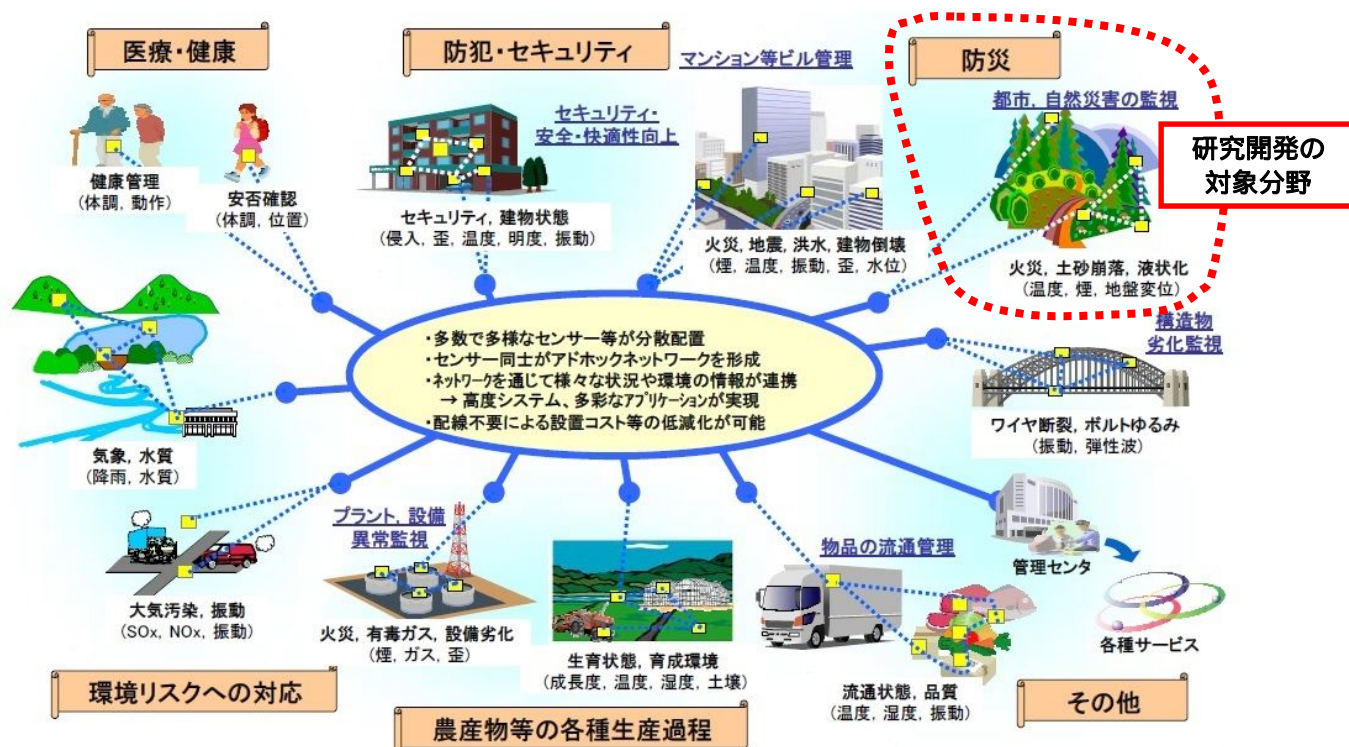 医療・健康
防犯・セキュリティ
マンション等ビル管理
防災
都市, 自然災害の監視
研究開発の
対象分野
セキュリティ・
安全・快適性向上
健康管理
(体調, 動作)
安否確認
(体調, 位置)
セキュリティ, 建物状態
(侵入, 歪, 温度, 明度, 振動)
火災, 地震, 洪水, 建物倒壊
(煙, 温度, 振動, 歪, 水位)
火災, 土砂崩落, 液状化
(温度, 煙, 地盤変位)
・多数で多様なセンサー等が分散配置
・センサー同士がアドホックネットワークを形成
・ネットワークを通じて様々な状況や環境の情報が連携
→ 高度システム、多彩なアプリケーションが実現
・配線不要による設置コスト等の低減化が可能
構造物
劣化監視
ワイヤ断裂, ボルトゆるみ
(振動, 弾性波)
気象, 水質
(降雨, 水質)
大気汚染, 振動
(SOx, NOx, 振動)
プラント, 設備
異常監視
火災, 有毒ガス, 設備劣化
(煙, ガス, 歪)
生育状態, 育成環境
(成長度, 温度, 湿度, 土壌)
物品の流通管理
流通状態, 品質
(温度, 湿度, 振動)
管理センタ
各種サービス
環境リスクへの対応
農産物等の各種生産過程
その他